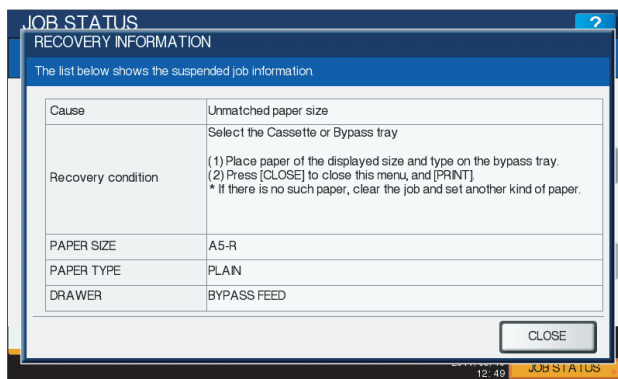 JOB STATUS
?
RECOVERY INFORMATION
The list below shows the suspended job information.
Cause
Unmatched paper size
Recovery condition
Select the Cassette or Bypass tray
(1) Place paper of the displayed size and type on the bypass tray.
(2) Press [CLOSE] to close this menu, and [PRINT].
* If there is no such paper, clear the job and set another kind of paper.
PAPER SIZE
A5-R
PAPER TYPE
PLAIN
DRAWER
BYPASS FEED
CLOSE
12: 49
JOB STATUS